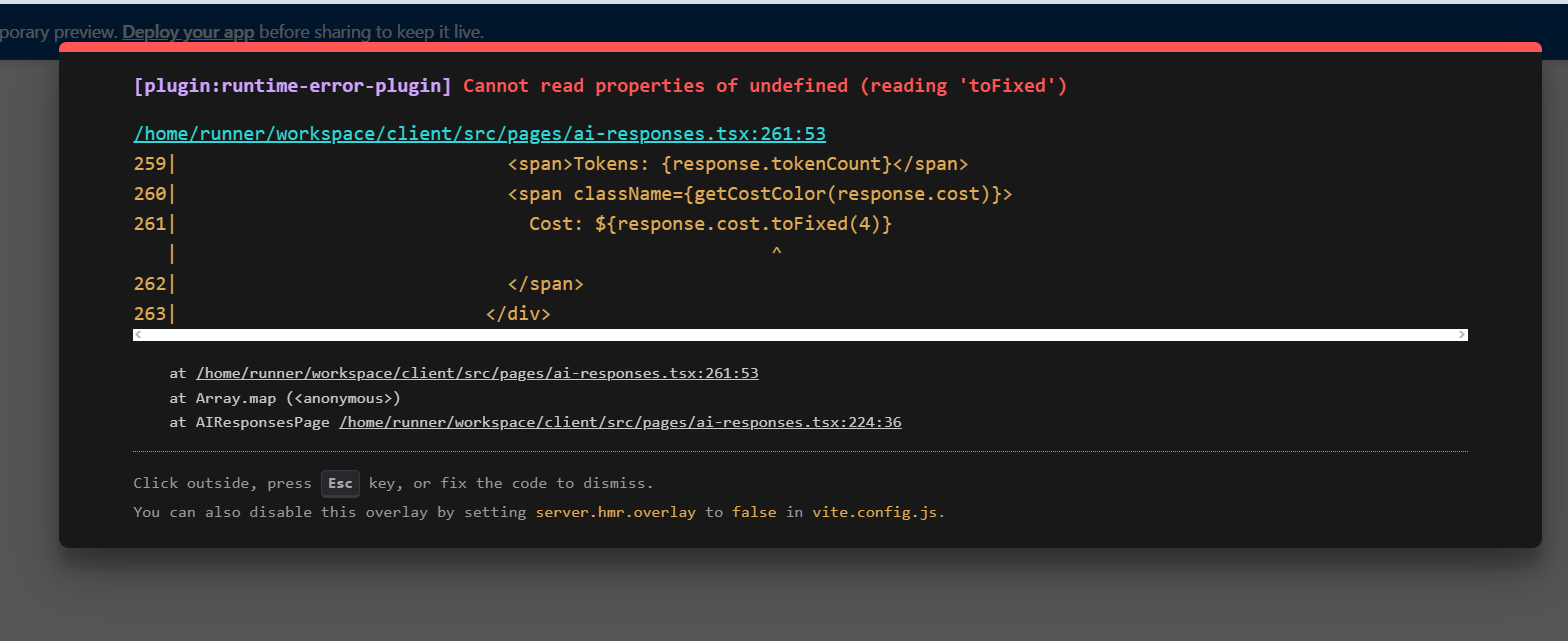 porary preview. Deploy your app before sharing to keep it live.
[plugin:runtime-error-plugin] Cannot read properties of undefined (reading 'toFixed')
/home/runner/workspace/client/src/pages/ai-responses.tsx:261:53
259|                              <span>Tokens: {response.tokenCount}</span>
260|                              <span className={getCostColor(response.cost)}>
261|                                Cost: ${response.cost.toFixed(4)}
   |                                                      ^
262|                              </span>
263|                            </div>
at /home/runner/workspace/client/src/pages/ai-responses.tsx:261:53
at Array.map (<anonymous>)
at AIResponsesPage /home/runner/workspace/client/src/pages/ai-responses.tsx:224:36
Click outside, press Esc key, or fix the code to dismiss.
You can also disable this overlay by setting server.hmr.overlay to false in vite.config.js.